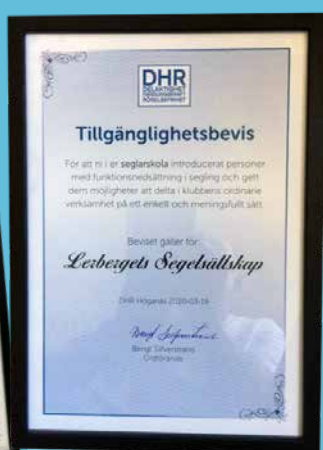 DHR
DELAKTIGHET
HANDLINGSKRAFT
RÖRELSEFRIHET
Tillgänglighetsbevis
För att ni i er seglarskola introducerat personer
med funktionsnedsättning i segling och gett
dem möjligheter att delta i klubbens ordinarie
verksamhet på ett enkelt och meningsfullt sätt.
Beviset gäller för:
Lerbergets Segelsällskap
DHR Höganäs 2020-03-19
Bengt Silfverstrand
Ordförande